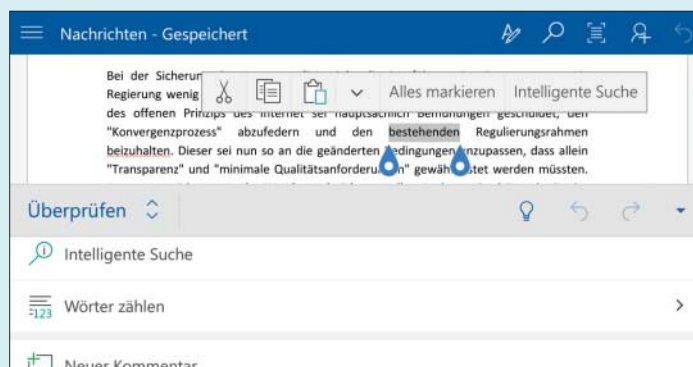 Nachrichten - Gespeichert
Bei der Sicherun
Alles markieren Intelligente Suche
Regierung wenig
des offenen Prinzips des Internet sei hauptsächlich Bemühungen geschuldet, den
"Konvergenzprozess" abzufedern und den bestehenden Regulierungsrahmen
beizuhalten. Dieser sei nun so an die geänderten Bedingungen anzupassen, dass allein
"Transparenz" und "minimale Qualitätsanforderungen" gewährleistet werden müssten.
Überprüfen
Intelligente Suche
123 Wörter zählen
Neuer Kommentar